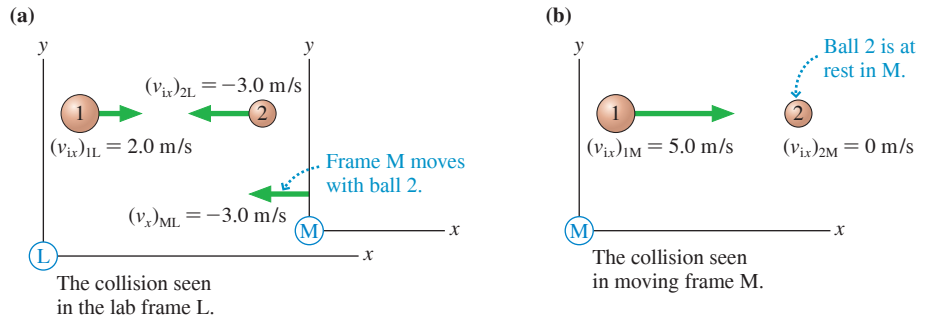 (a)
y
y
(vix)2L = −3.0 m/s
1
2
(vix)1L = 2.0 m/s
Frame M moves
with ball 2.
(vx)ML = −3.0 m/s
M
x
L
x
The collision seen
in the lab frame L.
(b)
y
Ball 2 is at
rest in M.
1
2
(vix)1M = 5.0 m/s
(vix)2M = 0 m/s
M
x
The collision seen
in moving frame M.